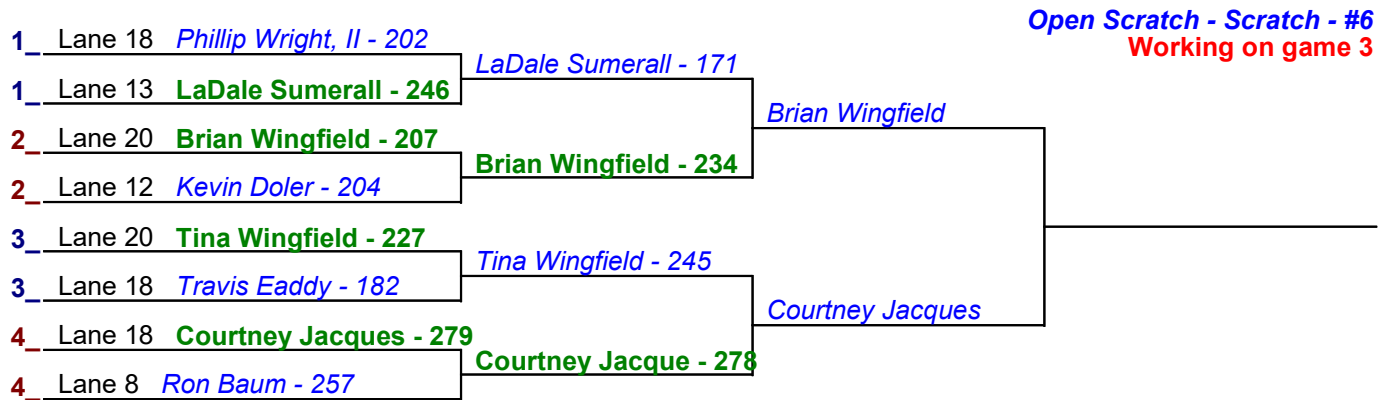 Open Scratch - Scratch - #6
Working on game 3
1_ Lane 18 Phillip Wright, II - 202
1_ Lane 13 LaDale Sumerall - 246
2_ Lane 20 Brian Wingfield - 207
2_ Lane 12 Kevin Doler - 204
3_ Lane 20 Tina Wingfield - 227
3_ Lane 18 Travis Eaddy - 182
4_ Lane 18 Courtney Jacques - 279
4_ Lane 8 Ron Baum - 257
LaDale Sumerall - 171
Brian Wingfield - 234
Tina Wingfield - 245
Courtney Jacque - 278
Brian Wingfield
Courtney Jacques